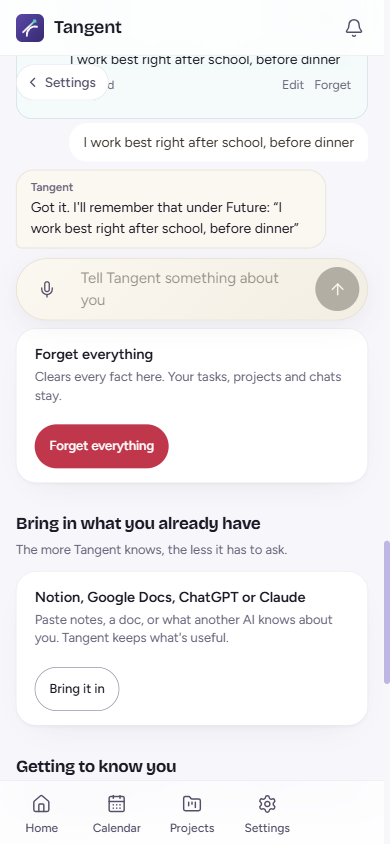 Tangent
I work best right after school, before dinner
Settings
d
Edit Forget
I work best right after school, before dinner
Tangent
Got it. I'll remember that under Future: “I
work best right after school, before dinner”
Tell Tangent something about
you
Forget everything
Clears every fact here. Your tasks, projects and chats
stay.
Forget everything
Bring in what you already have
The more Tangent knows, the less it has to ask.
Notion, Google Docs, ChatGPT or Claude
Paste notes, a doc, or what another AI knows about
you. Tangent keeps what's useful.
Bring it in
Getting to know you
Home Calendar Projects Settings